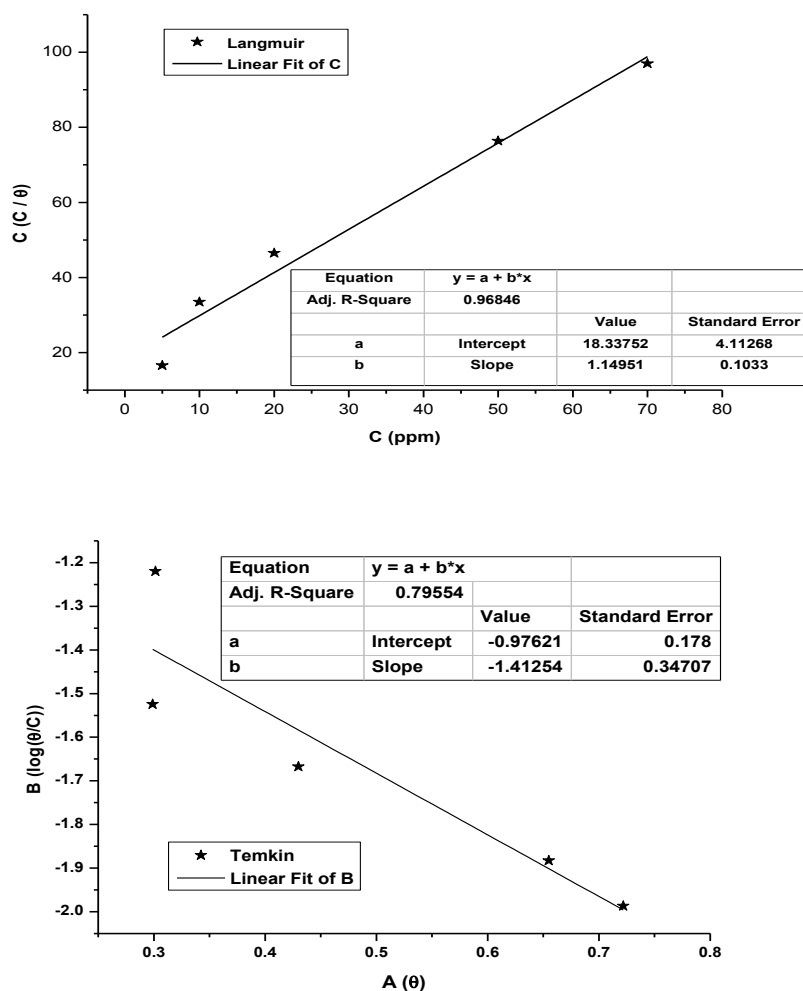 Langmuir
Linear Fit of C
100
80
60
40
20
C (C / θ)
Equation y = a + b*x
Adj. R-Square 0.96846
Value Standard Error
a Intercept 18.33752 4.11268
b Slope 1.14951 0.1033
0 10 20 30 40 50 60 70 80
C (ppm)
-1.2
-1.3
-1.4
-1.5
-1.6
-1.7
-1.8
-1.9
-2.0
B (log(θ/C))
Equation y = a + b*x
Adj. R-Square 0.79554
Value Standard Error
a Intercept -0.97621 0.178
b Slope -1.41254 0.34707
Temkin
Linear Fit of B
0.3 0.4 0.5 0.6 0.7 0.8
A (θ)